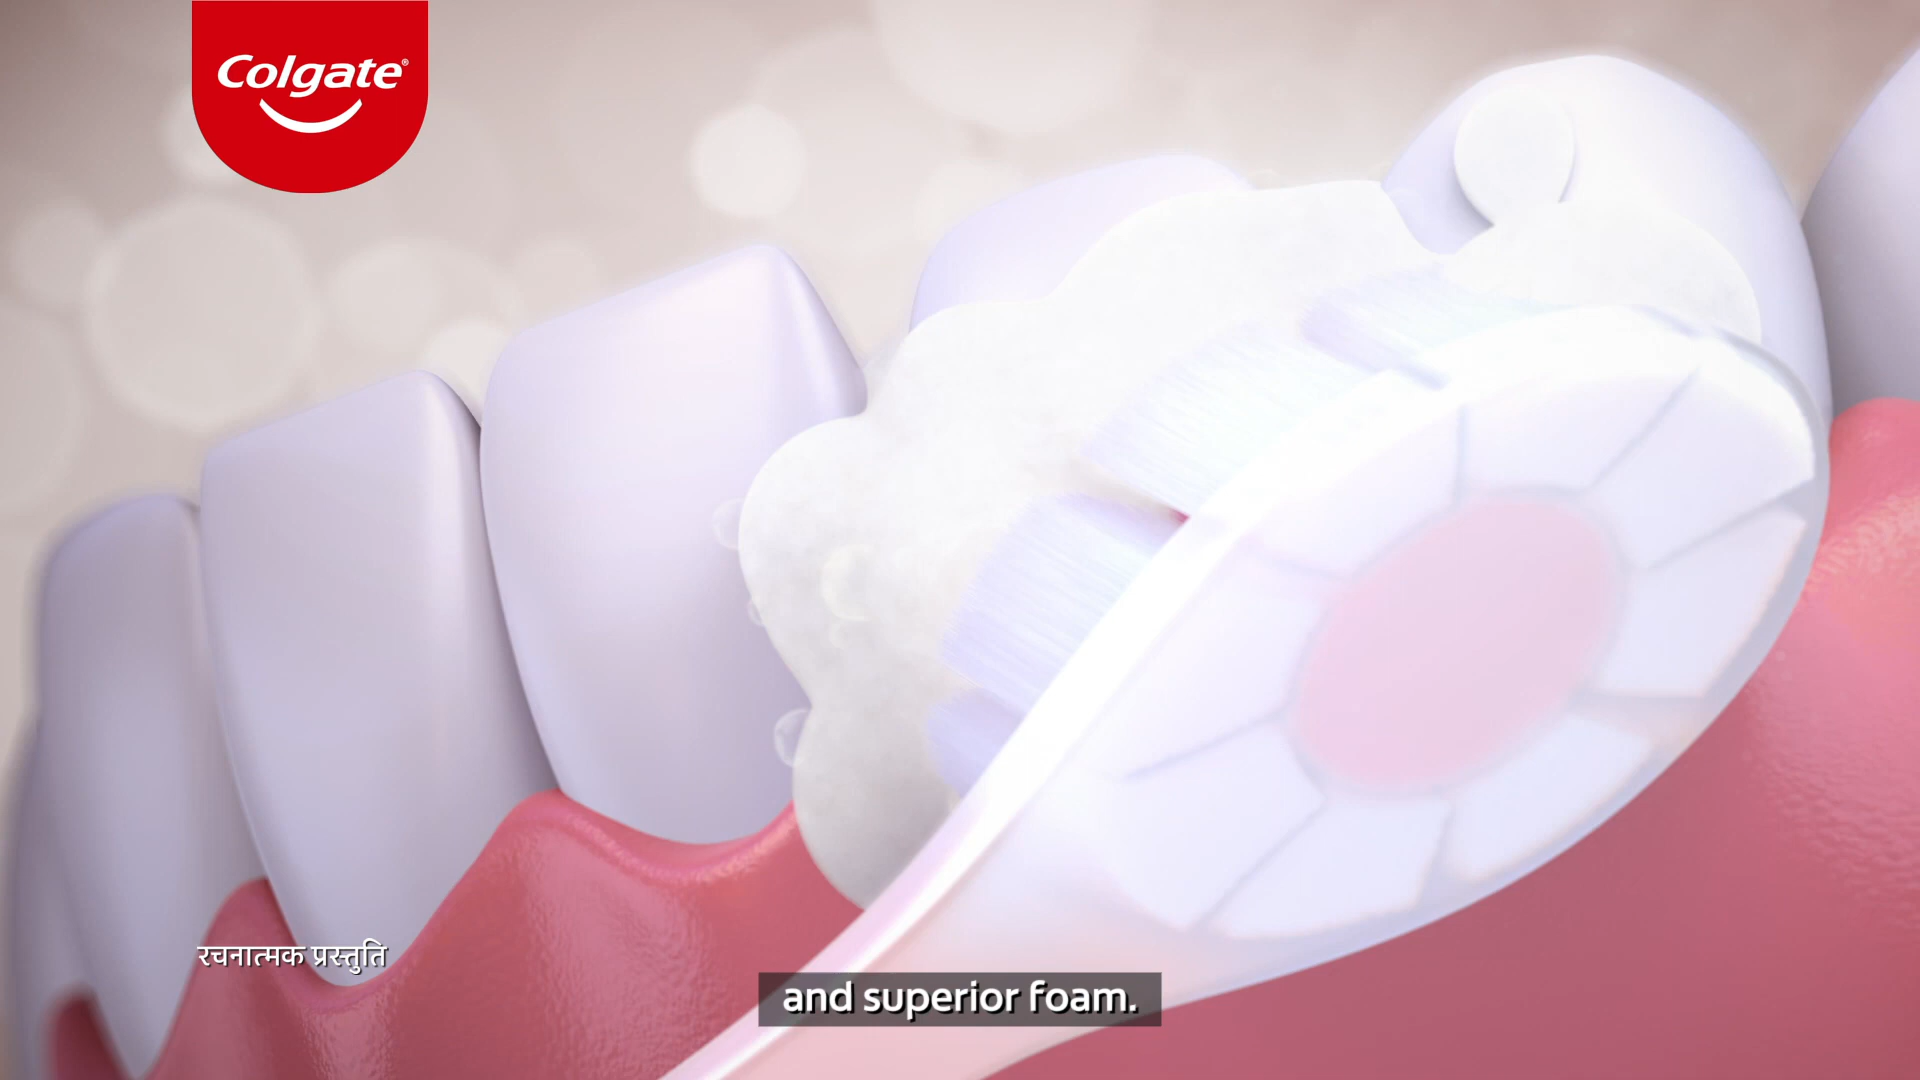 Colgate®
रचनात्मक प्रस्तुति
and superior foam.